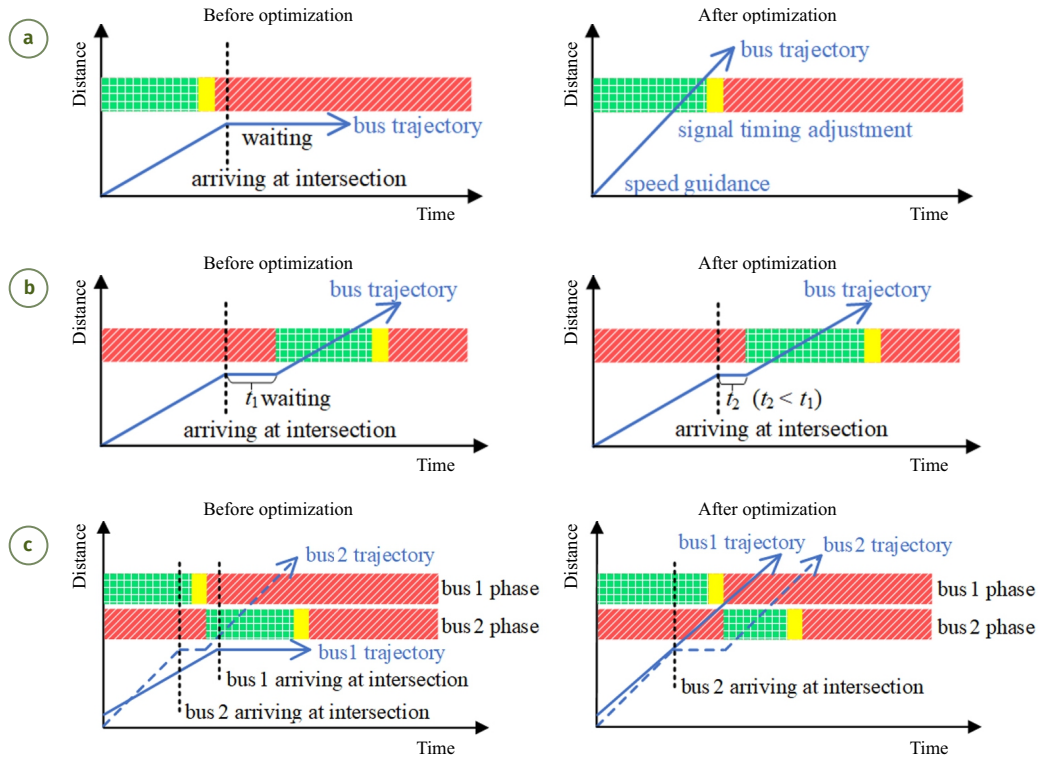 a
Before optimization
Distance
waiting
bus trajectory
arriving at intersection
Time
After optimization
Distance
bus trajectory
signal timing adjustment
speed guidance
Time
b
Before optimization
Distance
bus trajectory
t1 waiting
arriving at intersection
Time
After optimization
Distance
bus trajectory
t2 (t2 < t1)
arriving at intersection
Time
c
Before optimization
Distance
bus 2 trajectory
bus 1 phase
bus 2 phase
bus1 trajectory
bus 1 arriving at intersection
bus 2 arriving at intersection
Time
After optimization
Distance
bus1 trajectory
bus 2 trajectory
bus 1 phase
bus 2 phase
bus 2 arriving at intersection
Time